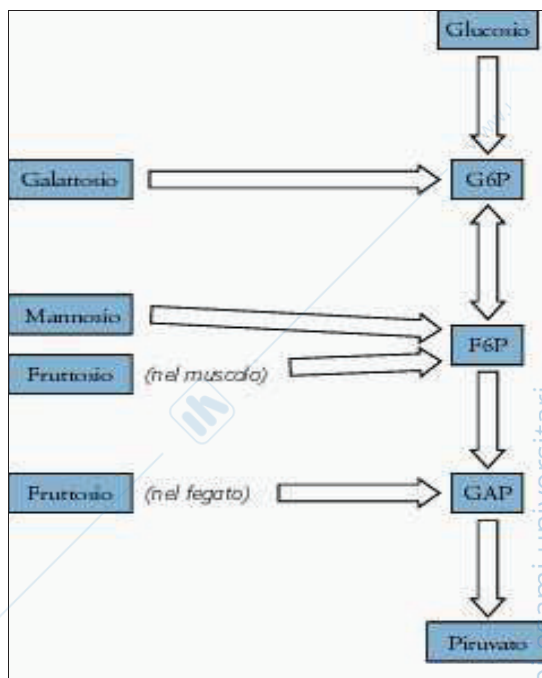 Glucosio
Galattosio
G6P
Mannosio
F6P
Fruttosio (nel muscolo)
Fruttosio (nel fegato)
GAP
Piruvato